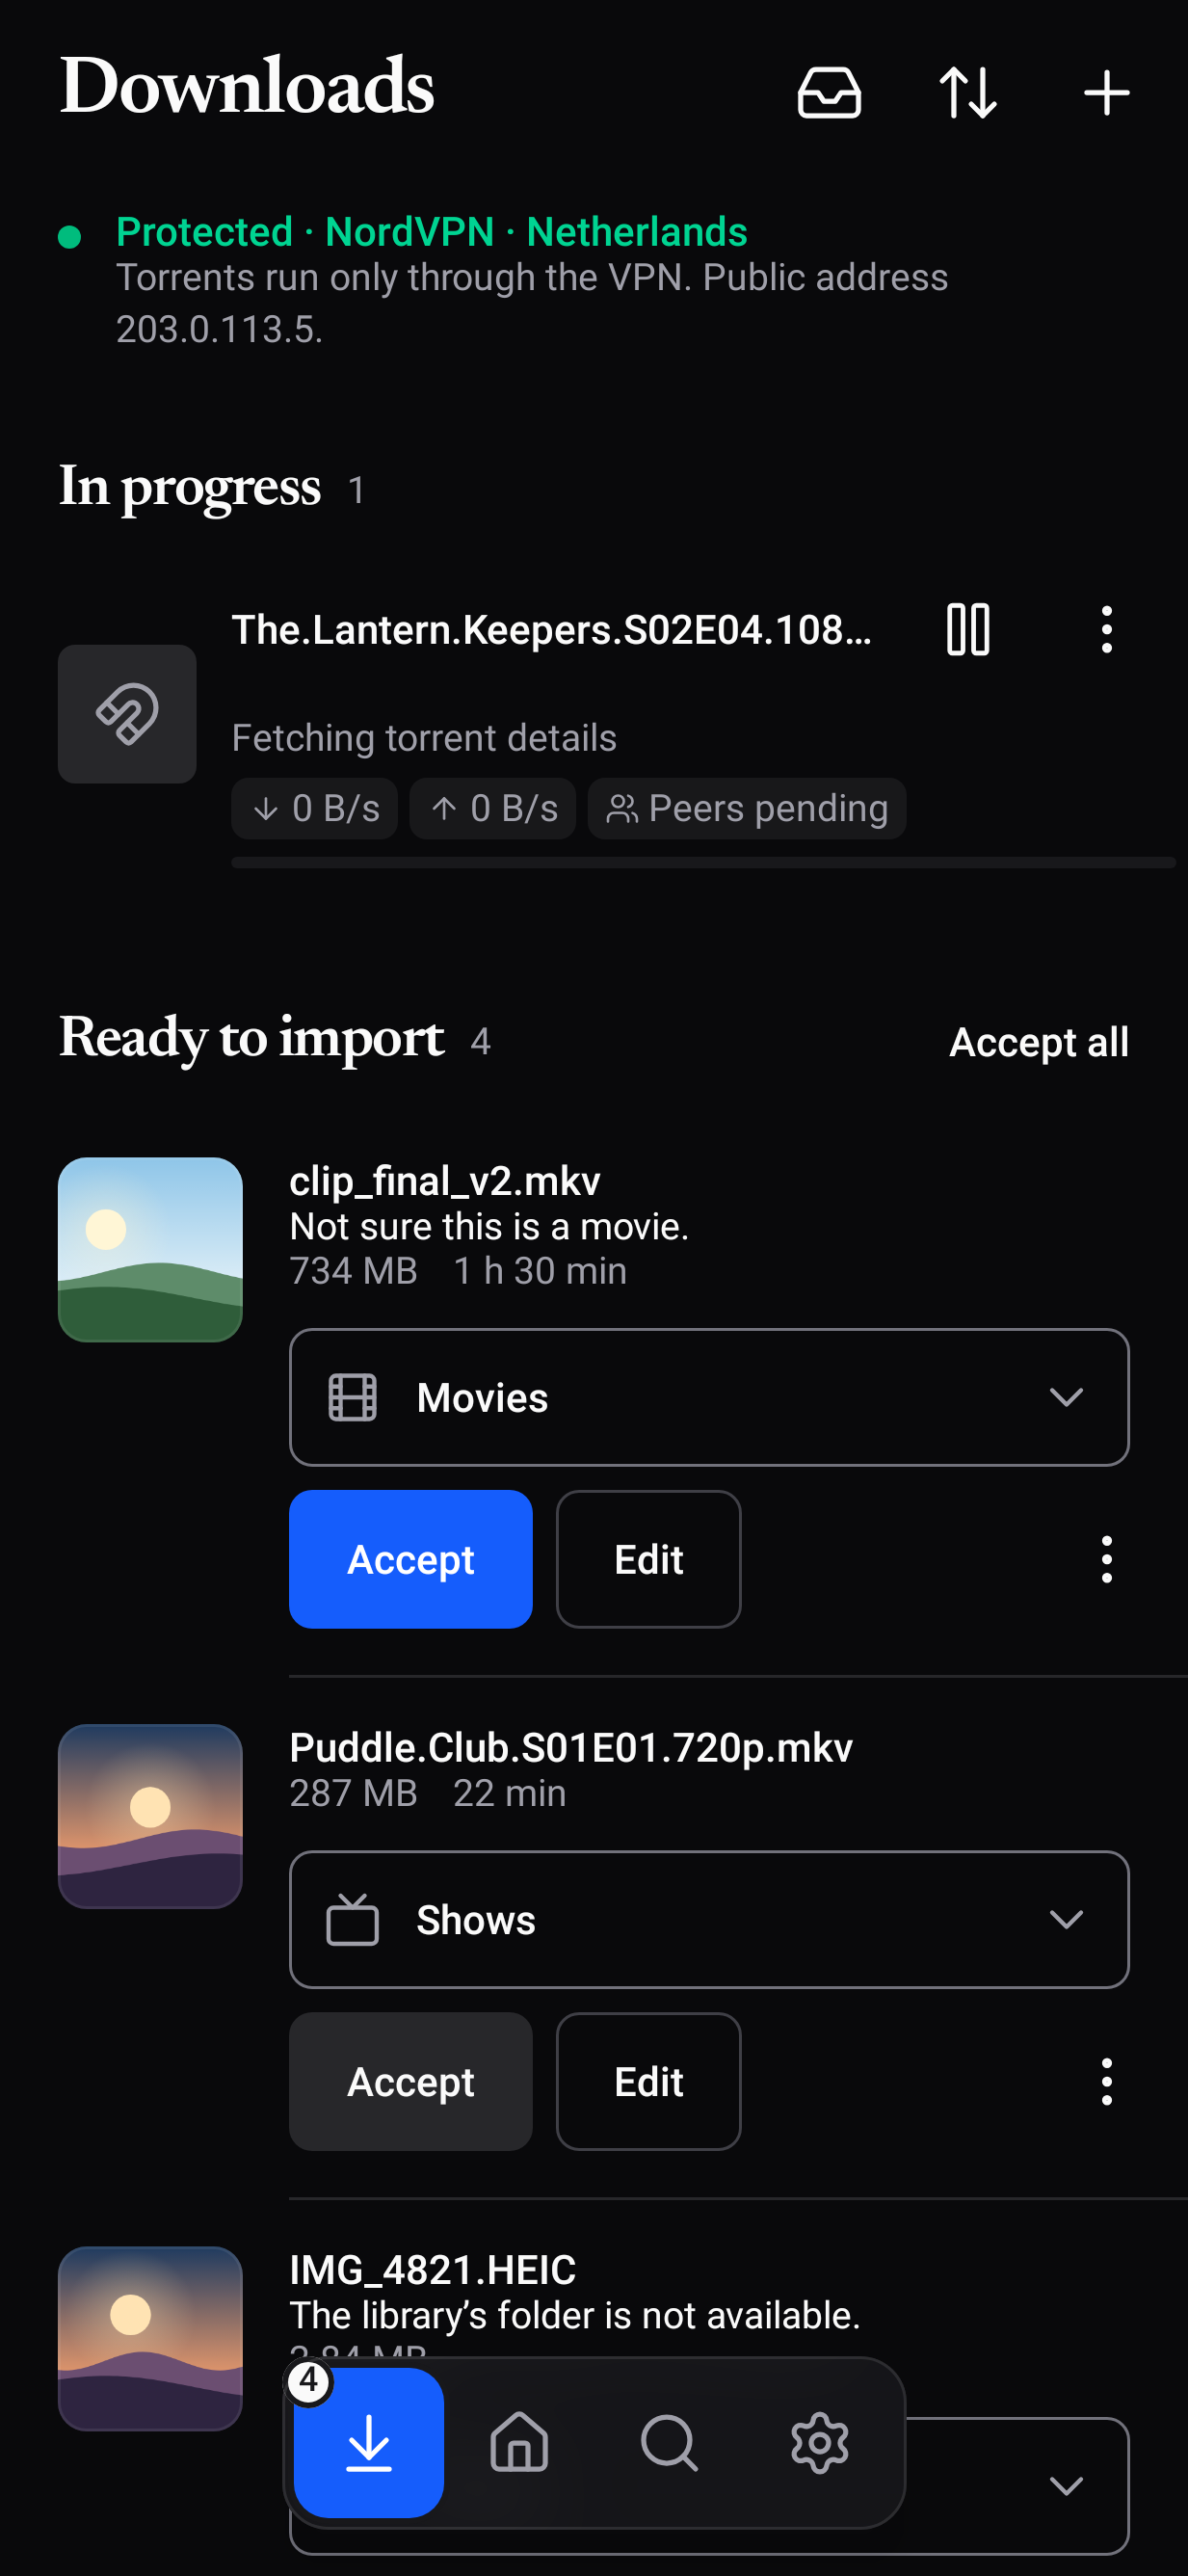 Downloads
Protected · NordVPN · Netherlands
Torrents run only through the VPN. Public address
203.0.113.5.
In progress 1
The.Lantern.Keepers.S02E04.108…
Fetching torrent details
0 B/s 0 B/s Peers pending
Ready to import 4 Accept all
clip_final_v2.mkv
Not sure this is a movie.
734 MB 1 h 30 min
Movies
Accept Edit
Puddle.Club.S01E01.720p.mkv
287 MB 22 min
Shows
Accept Edit
IMG_4821.HEIC
The library’s folder is not available.
4